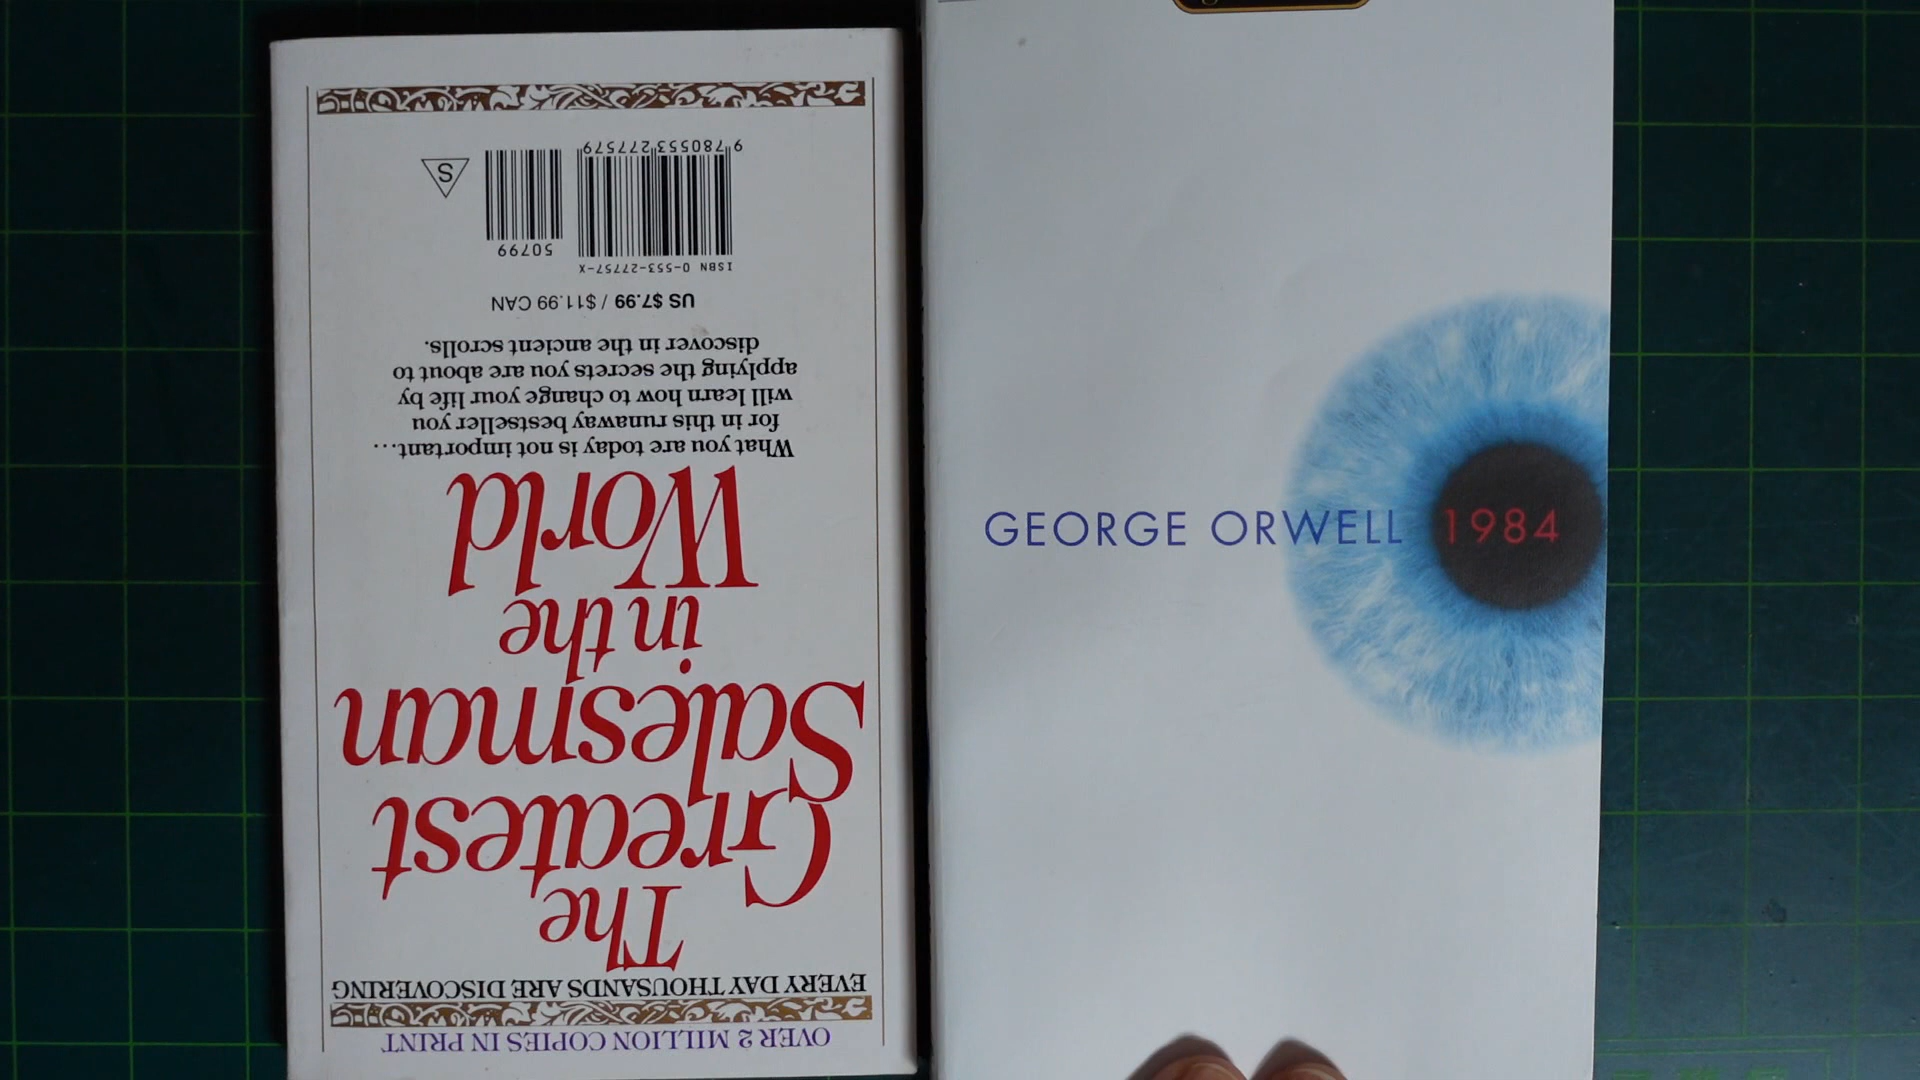 OVER 2 MILLION COPIES IN PRINT
EVERY DAY THOUSANDS ARE DISCOVERING
The
Greatest
Salesman
in the
World
What you are today is not important...
for in this runaway bestseller you
will learn how to change your life by
applying the secrets you are about to
discover in the ancient scrolls.
US $7.99 / $11.99 CAN
ISBN 0-553-27757-X
50799
9 780553 277579
S
GEORGE ORWELL 1984